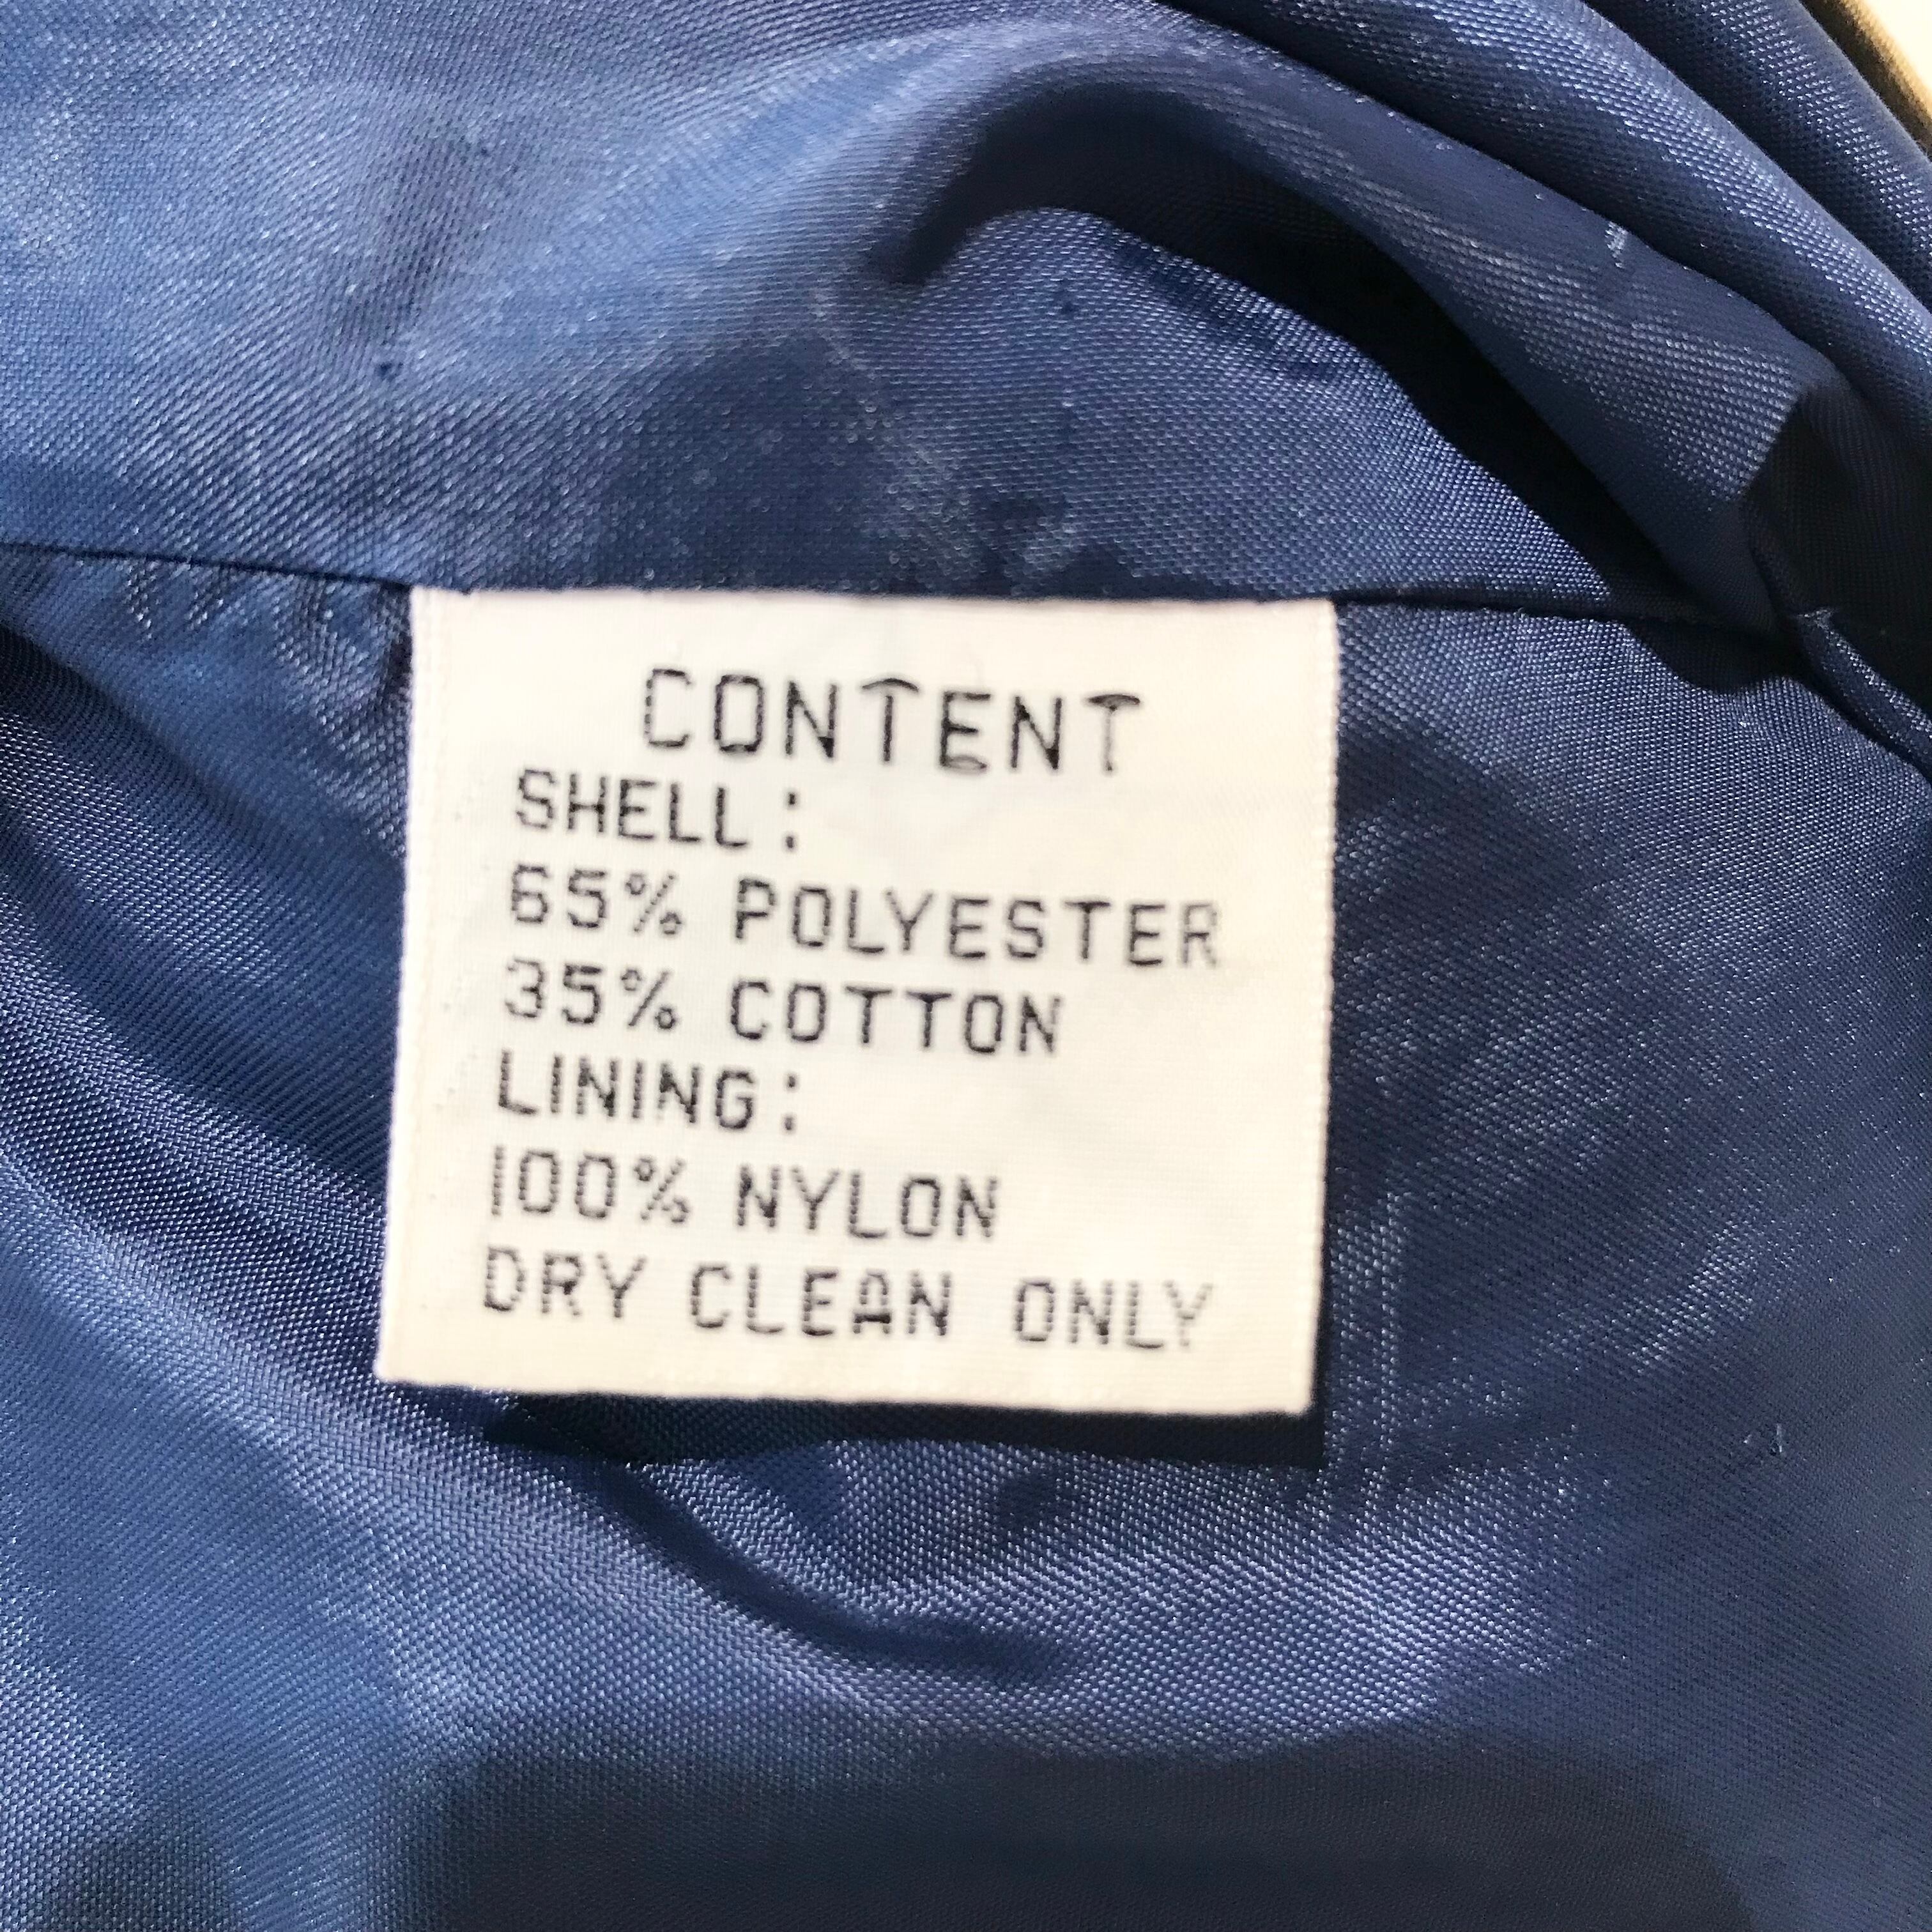 CONTENT
SHELL:
65% POLYESTER
35% COTTON
LINING:
100% NYLON
DRY CLEAN ONLY